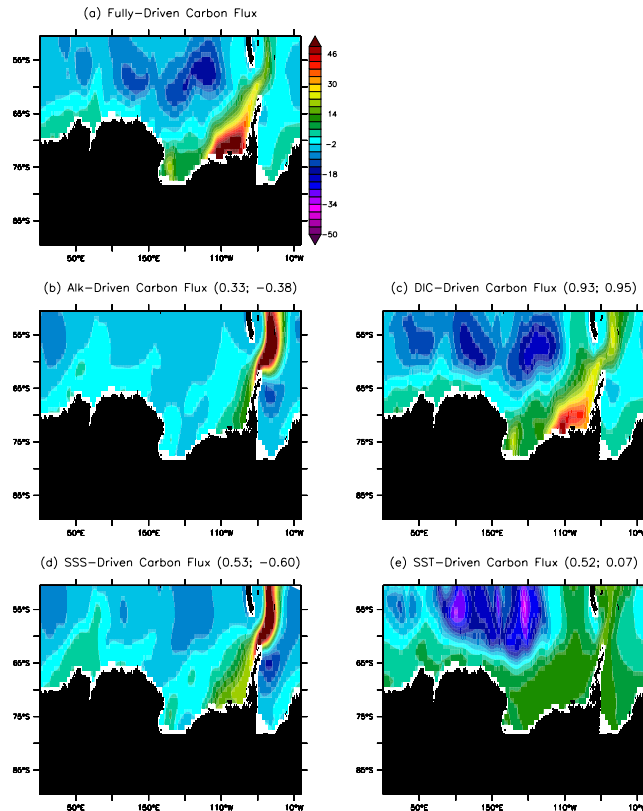 (a) Fully-Driven Carbon Flux
55°S
65°S
75°S
85°S
50°E 150°E 110°W 10°W
46
30
14
-2
-18
-34
-50
(b) Alk-Driven Carbon Flux (0.33; -0.38)
55°S
65°S
75°S
85°S
50°E 150°E 110°W 10°W
(c) DIC-Driven Carbon Flux (0.93; 0.95)
55°S
65°S
75°S
85°S
50°E 150°E 110°W 10°W
(d) SSS-Driven Carbon Flux (0.53; -0.60)
55°S
65°S
75°S
85°S
50°E 150°E 110°W 10°W
(e) SST-Driven Carbon Flux (0.52; 0.07)
55°S
65°S
75°S
85°S
50°E 150°E 110°W 10°W